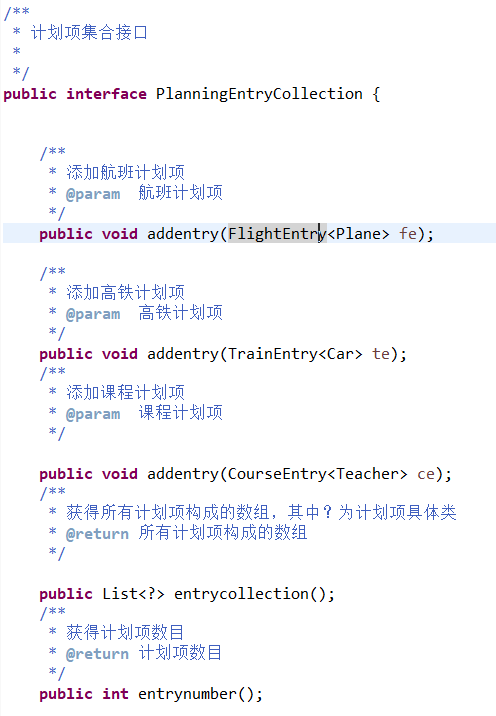 /**
 * 计划项集合接口
 *
 */
public interface PlanningEntryCollection {
/**
 * 添加航班计划项
 * @param  航班计划项
 */
public void addentry(FlightEntry<Plane> fe);
/**
 * 添加高铁计划项
 * @param  高铁计划项
 */
public void addentry(TrainEntry<Car> te);
/**
 * 添加课程计划项
 * @param  课程计划项
 */
public void addentry(CourseEntry<Teacher> ce);
/**
 * 获得所有计划项构成的数组，其中？为计划项具体类
 * @return 所有计划项构成的数组
 */
public List<?> entrycollection();
/**
 * 获得计划项数目
 * @return 计划项数目
 */
public int entrynumber();